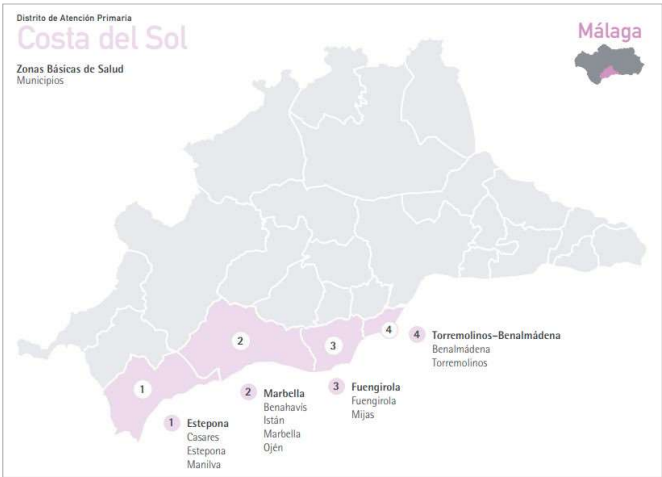 Distrito de Atención Primaria
Costa del Sol
Zonas Básicas de Salud
Municipios
Málaga
1
2
3
4
4 Torremolinos-Benalmádena
Benalmádena
Torremolinos
3 Fuengirola
Fuengirola
Mijas
2 Marbella
Benahavís
Istán
Marbella
Ojén
1 Estepona
Casares
Estepona
Manilva